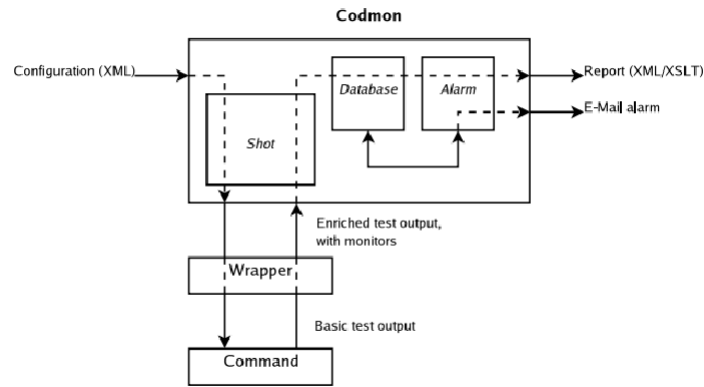 Codmon
Configuration (XML)
Report (XML/XSLT)
Database
Alarm
E-Mail alarm
Shot
Enriched test output,
with monitors
Wrapper
Basic test output
Command